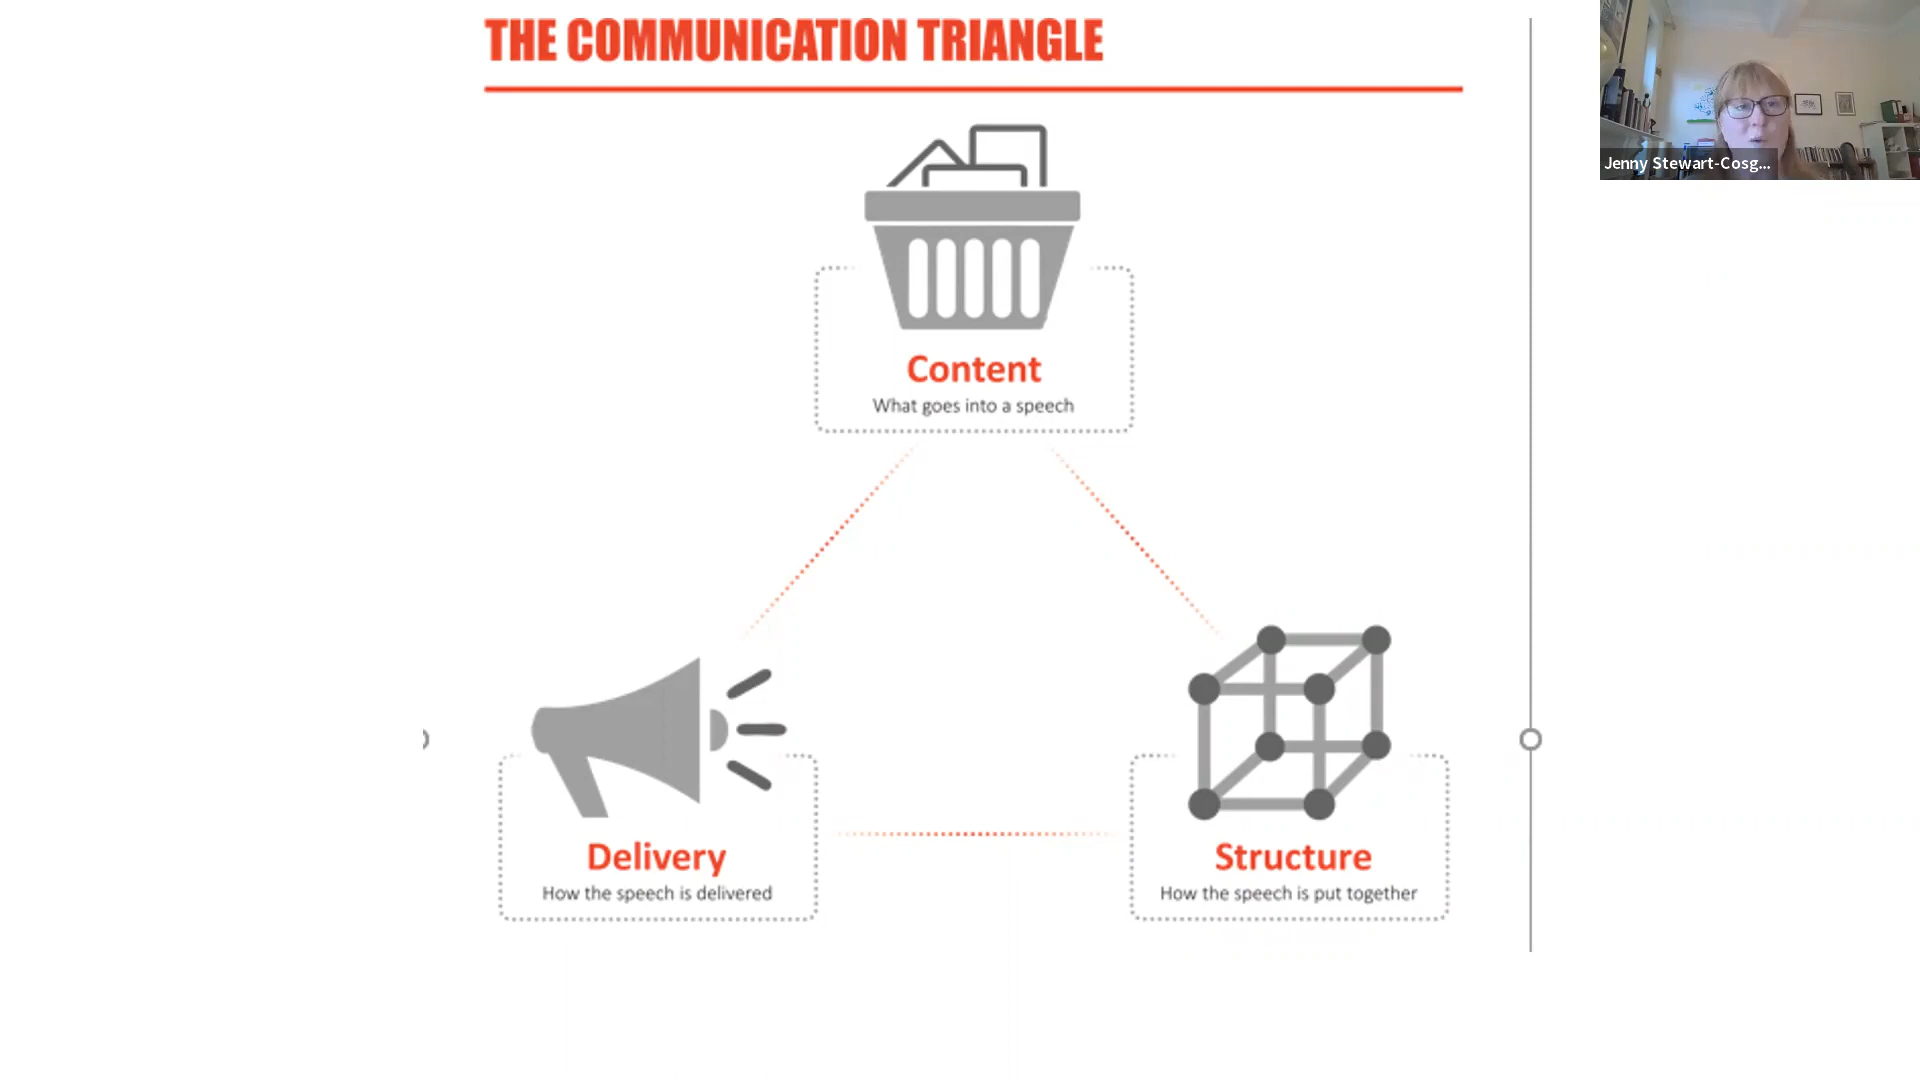 THE COMMUNICATION TRIANGLE
Jenny Stewart-Cosg...
Content
What goes into a speech
Delivery
How the speech is delivered
Structure
How the speech is put together